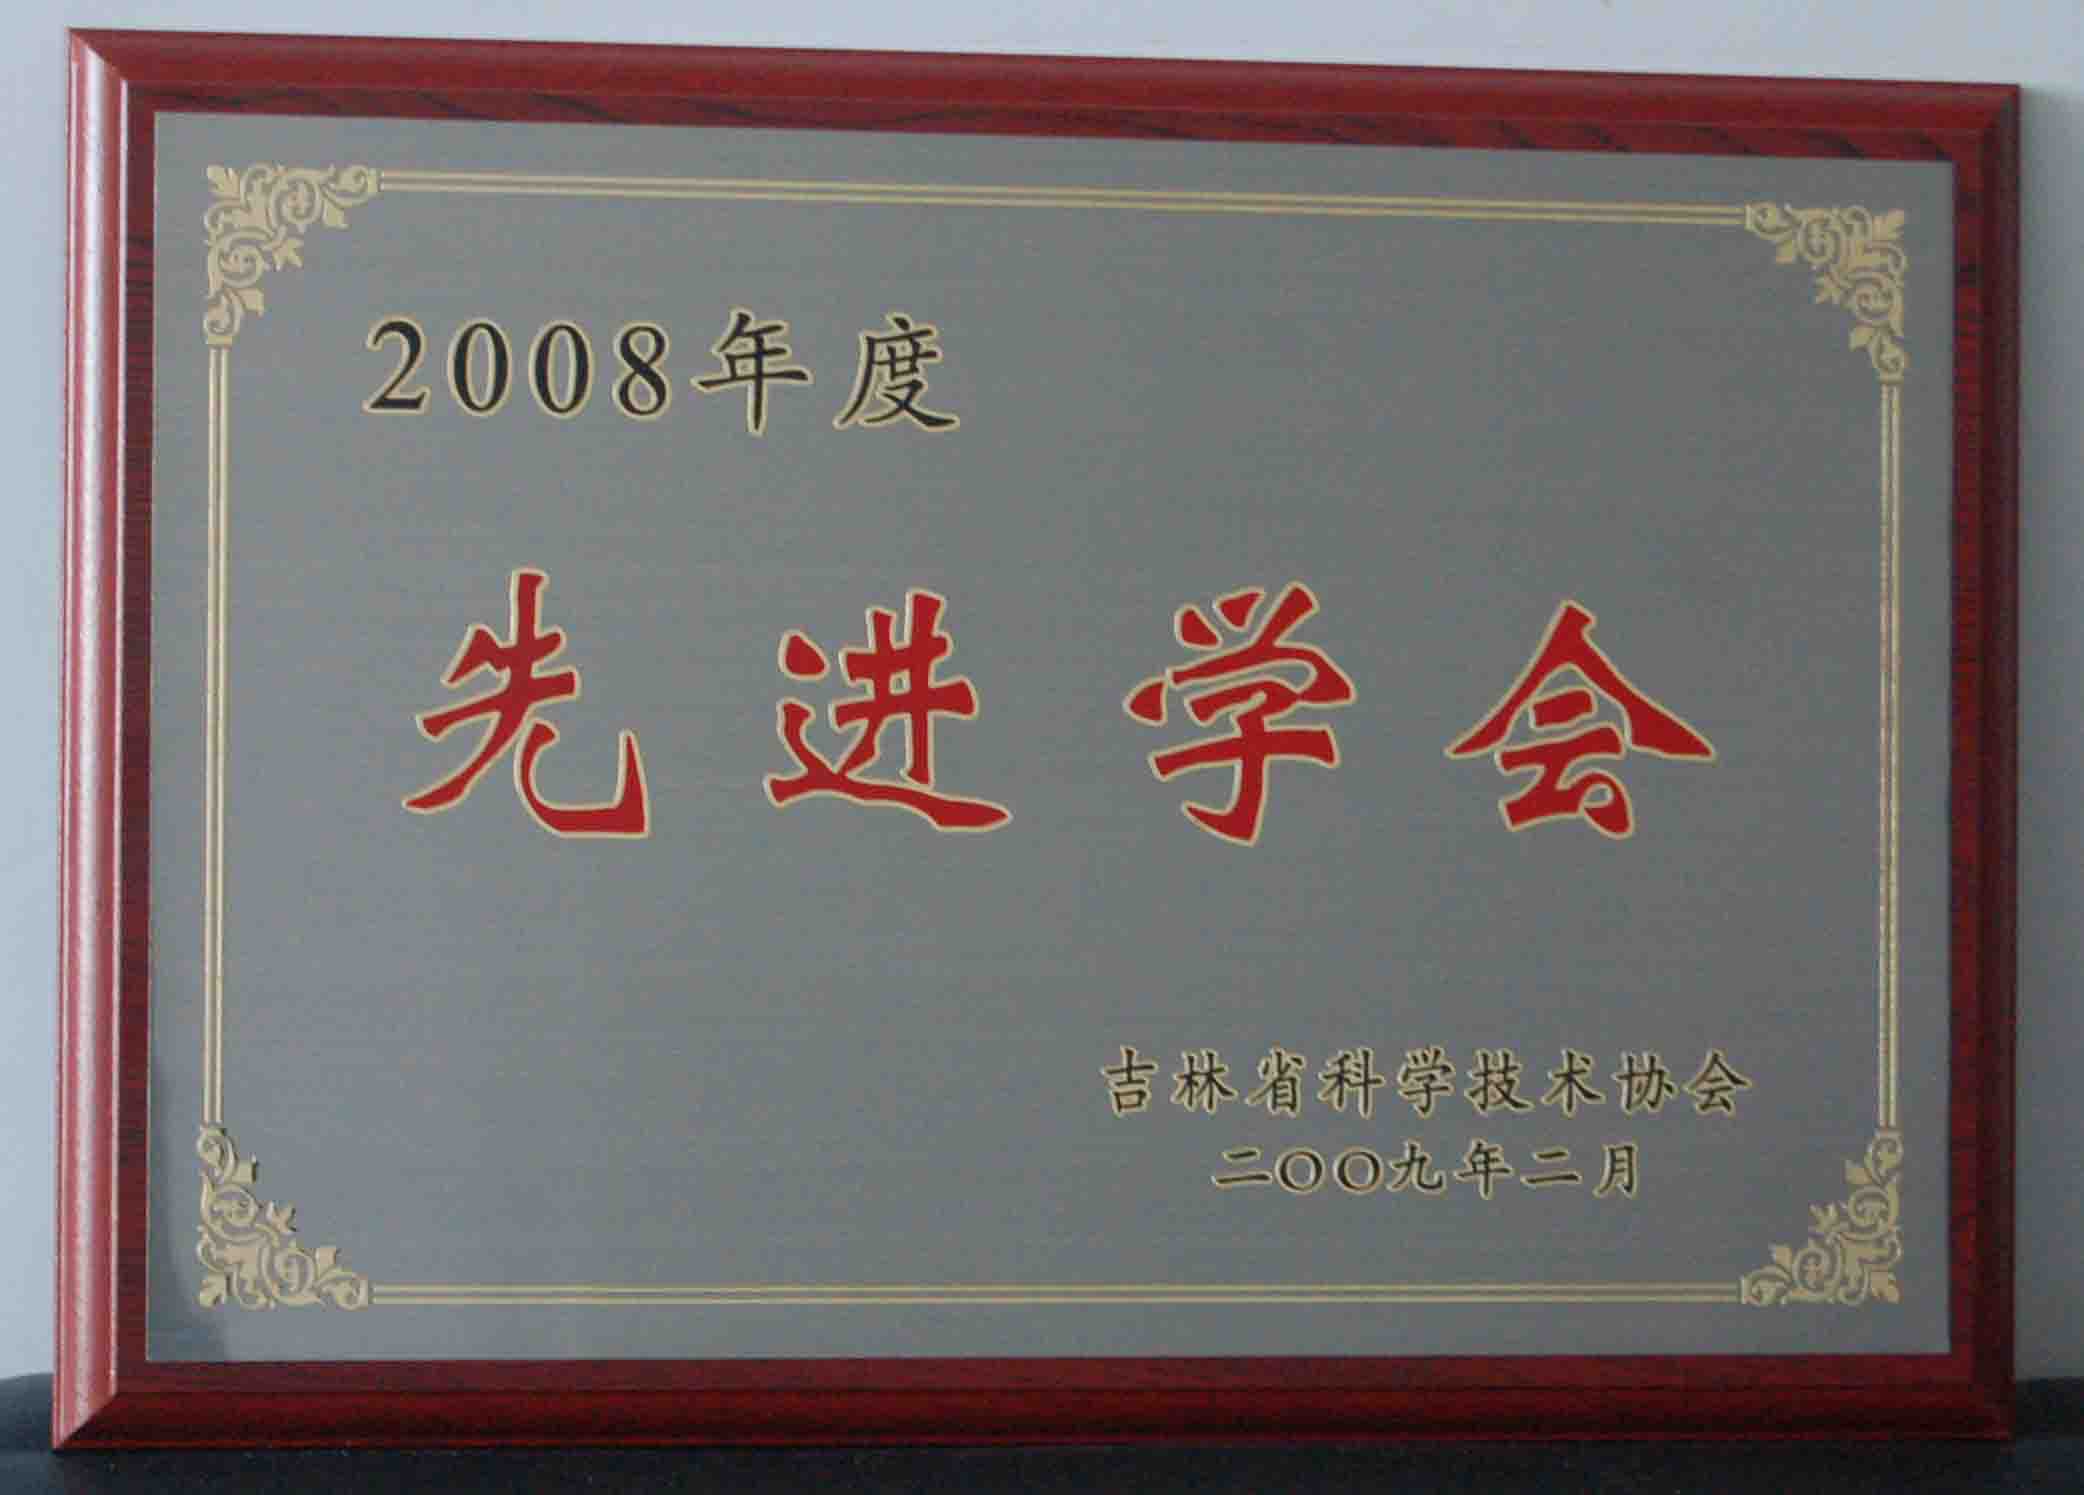 2008年度
先进学会
吉林省科学技术协会
二〇〇九年二月